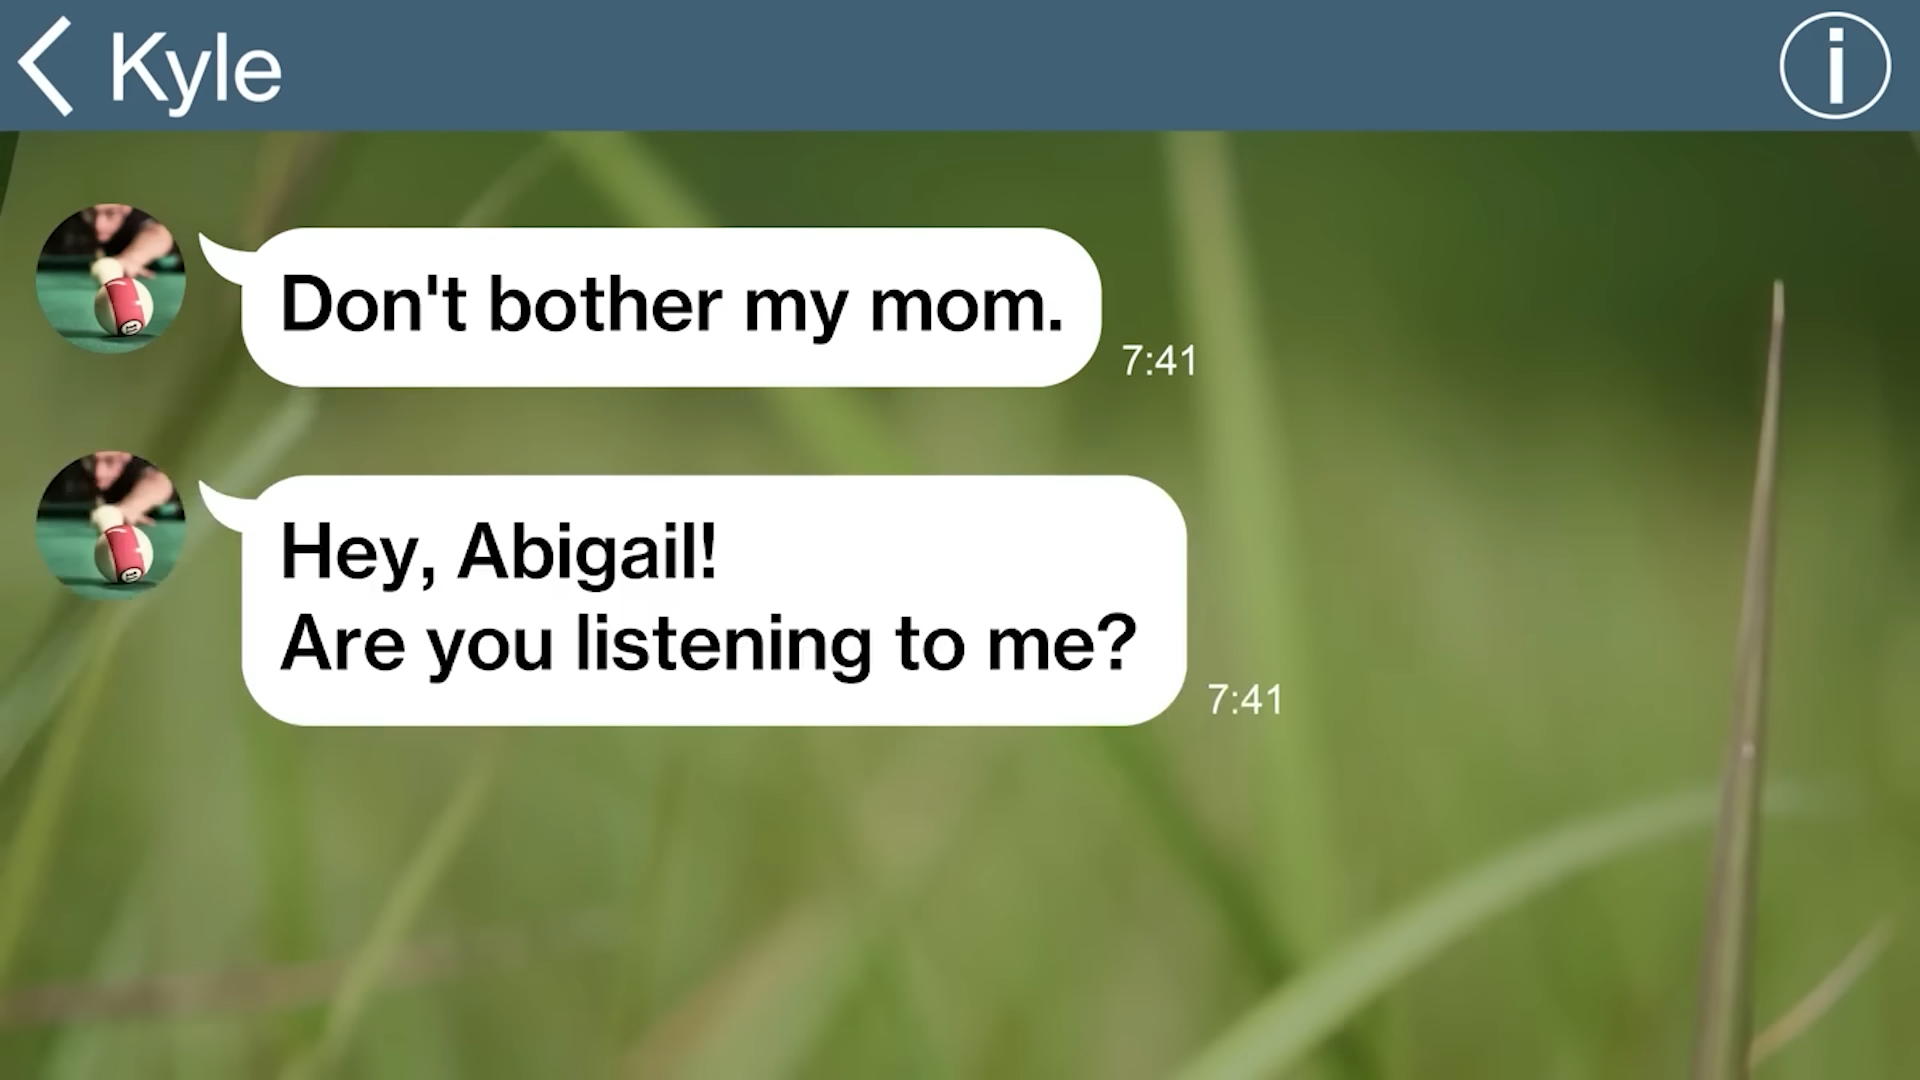 Kyle
Don't bother my mom.
7:41
Hey, Abigail!
Are you listening to me?
7:41